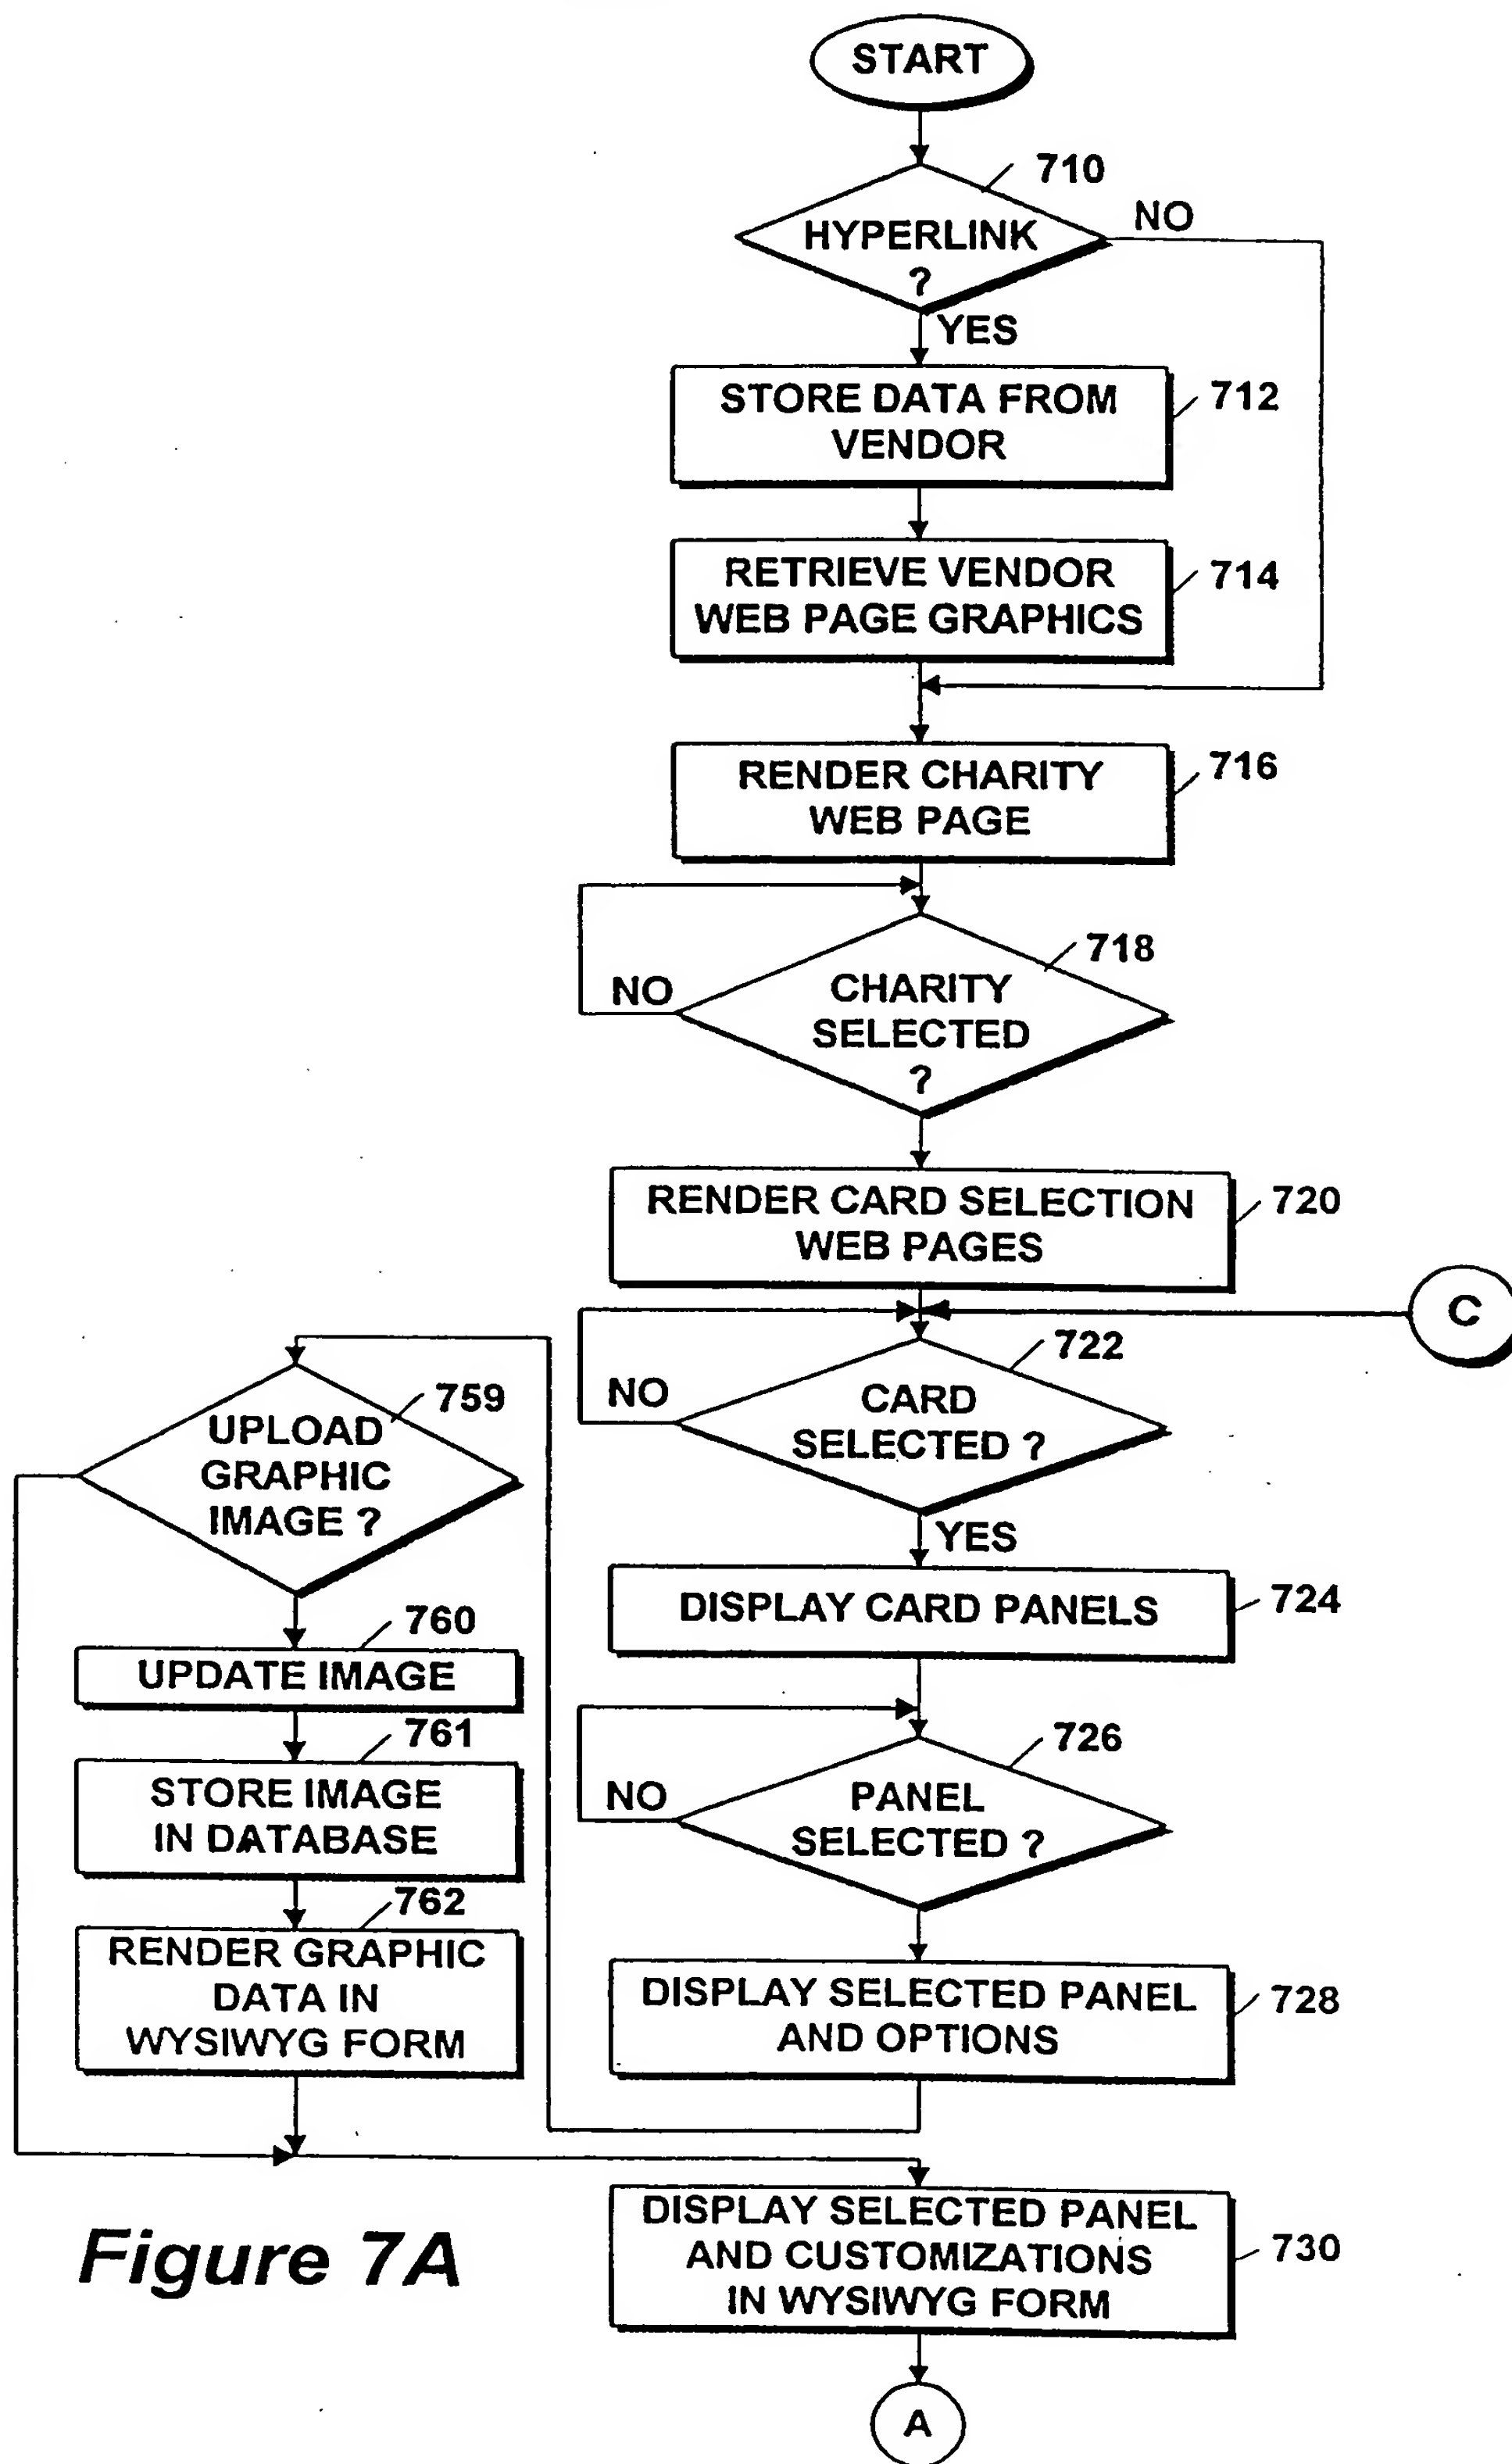 START
710
HYPERLINK
?
NO
YES
STORE DATA FROM
VENDOR
712
RETRIEVE VENDOR
WEB PAGE GRAPHICS
714
RENDER CHARITY
WEB PAGE
716
718
NO
CHARITY
SELECTED
?
RENDER CARD SELECTION
WEB PAGES
720
C
722
NO
CARD
SELECTED ?
YES
DISPLAY CARD PANELS
724
726
NO
PANEL
SELECTED ?
DISPLAY SELECTED PANEL
AND OPTIONS
728
759
UPLOAD
GRAPHIC
IMAGE ?
760
UPDATE IMAGE
761
STORE IMAGE
IN DATABASE
762
RENDER GRAPHIC
DATA IN
WYSIWYG FORM
DISPLAY SELECTED PANEL
AND CUSTOMIZATIONS
IN WYSIWYG FORM
730
A
Figure 7A